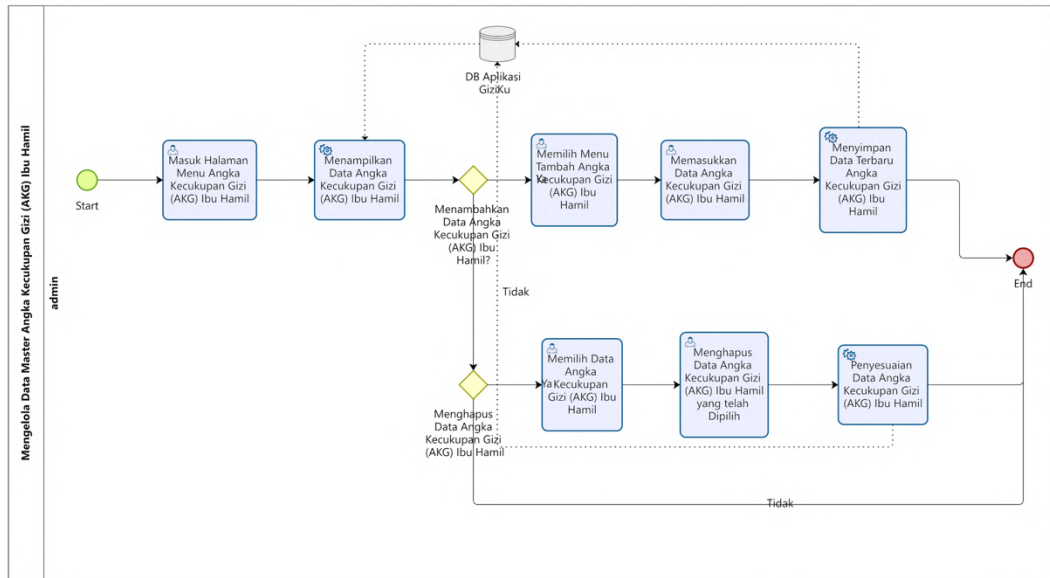 Mengelola Data Master Angka Kecukupan Gizi (AKG) Ibu Hamil
admin
DB Aplikasi
GiziKu
Start
Masuk Halaman
Menu Angka
Kecukupan Gizi
(AKG) Ibu Hamil
Menampilkan
Data Angka
Kecukupan Gizi
(AKG) Ibu Hamil
Menambahkan
Data Angka
Kecukupan Gizi
(AKG) Ibu
Hamil?
Ya
Memilih Menu
Tambah Angka
Kecukupan Gizi
(AKG) Ibu
Hamil
Memasukkan
Data Angka
Kecukupan Gizi
(AKG) Ibu Hamil
Menyimpan
Data Terbaru
Angka
Kecukupan Gizi
(AKG) Ibu
Hamil
End
Tidak
Menghapus
Data Angka
Kecukupan Gizi
(AKG) Ibu Hamil
Ya
Memilih Data
Angka
Kecukupan
Gizi (AKG) Ibu
Hamil
Menghapus
Data Angka
Kecukupan Gizi
(AKG) Ibu Hamil
yang telah
Dipilih
Penyesuaian
Data Angka
Kecukupan Gizi
(AKG) Ibu Hamil
Tidak